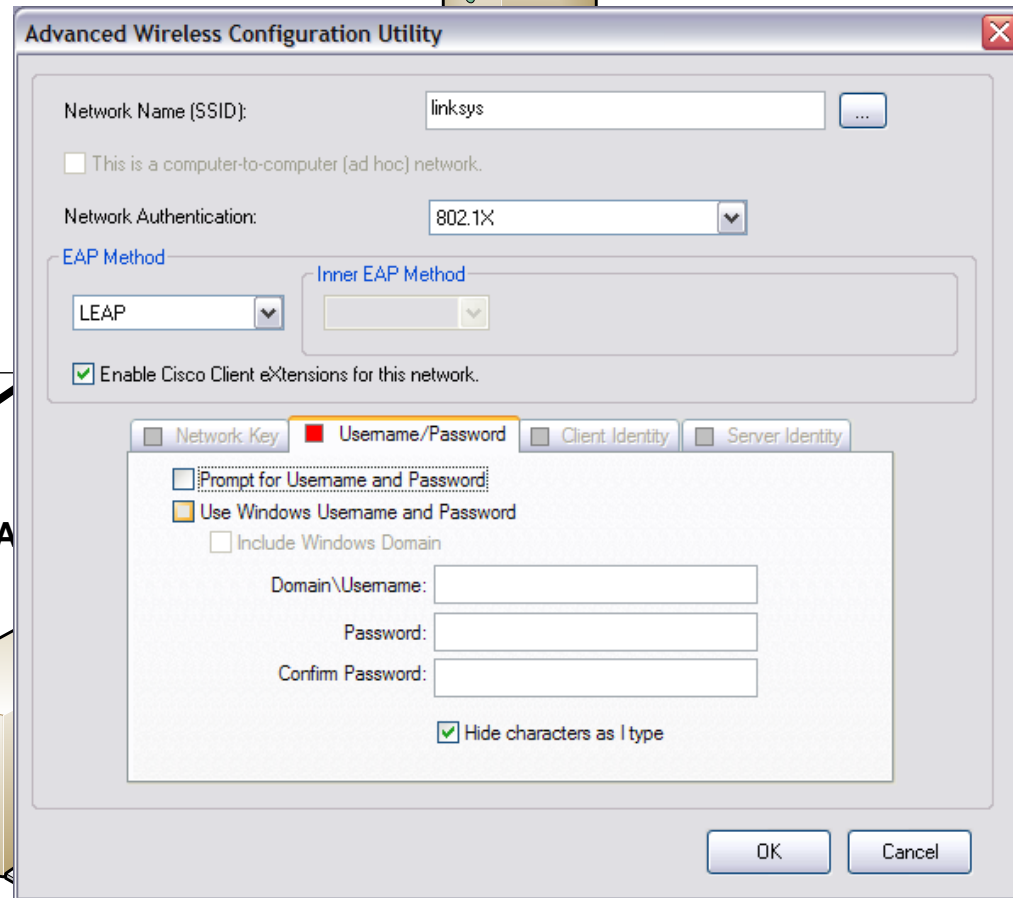 Advanced Wireless Configuration Utility
Network Name (SSID):
linksys
...
This is a computer-to-computer (ad hoc) network.
Network Authentication:
802.1X
EAP Method
Inner EAP Method
LEAP
Enable Cisco Client eXtensions for this network.
Network Key
Username/Password
Client Identity
Server Identity
Prompt for Username and Password
Use Windows Username and Password
Include Windows Domain
A
Domain\Username:
Password:
Confirm Password:
Hide characters as I type
OK
Cancel